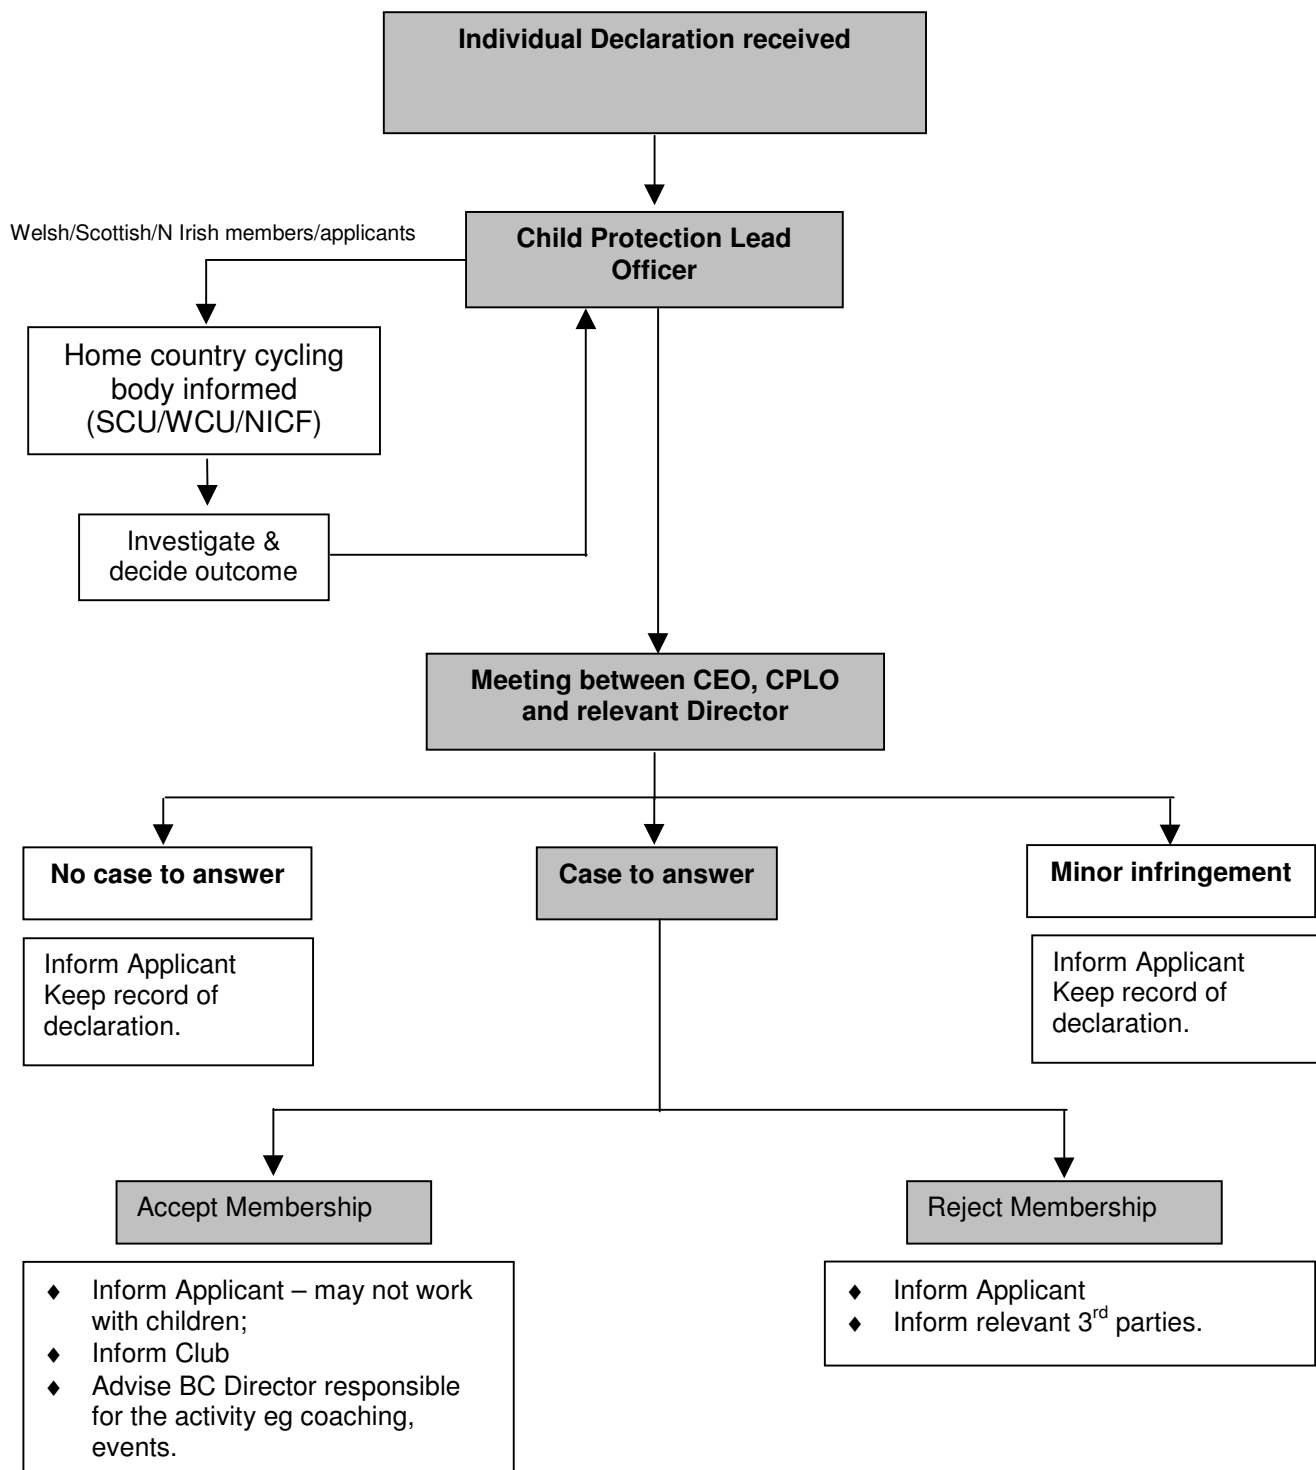 Individual Declaration received
Welsh/Scottish/N Irish members/applicants
Child Protection Lead
Officer
Home country cycling
body informed
(SCU/WCU/NICF)
Investigate &
decide outcome
Meeting between CEO, CPLO
and relevant Director
No case to answer
Case to answer
Minor infringement
Inform Applicant
Keep record of
declaration.
Inform Applicant
Keep record of
declaration.
Accept Membership
Reject Membership
♦ Inform Applicant – may not work
with children;
♦ Inform Club
♦ Advise BC Director responsible
for the activity eg coaching,
events.
♦ Inform Applicant
♦ Inform relevant 3rd parties.